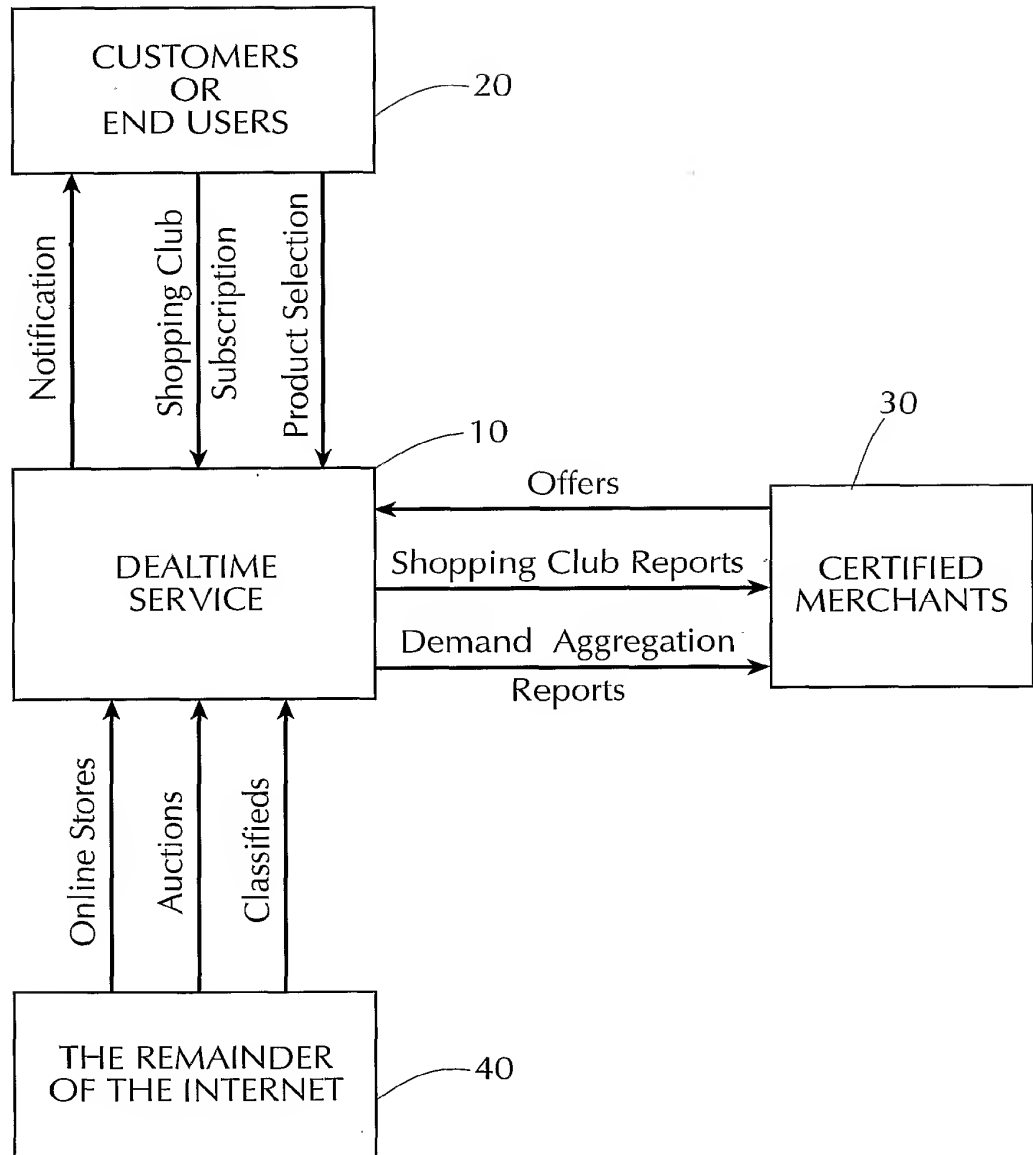 CUSTOMERS
OR
END USERS
20
Notification
Shopping Club
Subscription
Product Selection
10
30
DEALTIME
SERVICE
Offers
Shopping Club Reports
Demand Aggregation
Reports
CERTIFIED
MERCHANTS
Online Stores
Auctions
Classifieds
THE REMAINDER
OF THE INTERNET
40